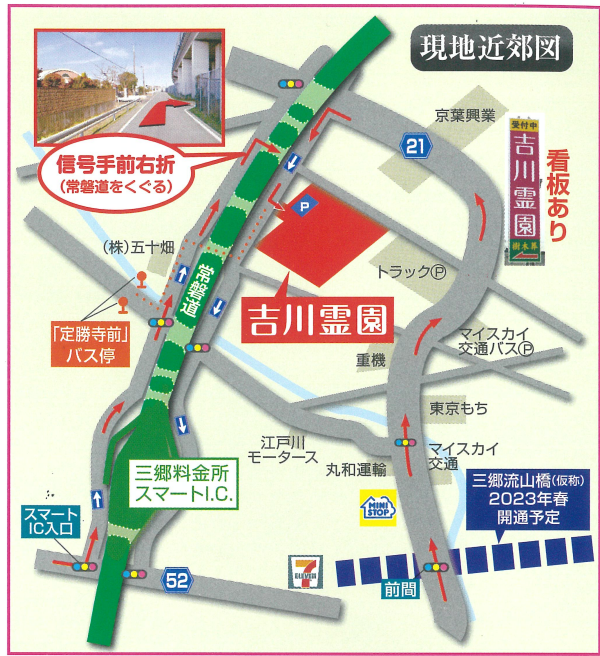 現地近郊図
信号手前右折
(常磐道をくぐる)
京葉興業
21
受付中
吉川霊園
樹木葬
看板あり
P
(株)五十畑
常磐道
トラックⓅ
吉川霊園
「定勝寺前」
バス停
マイスカイ
交通バスⓅ
重機
東京もち
江戸川
モータース
丸和運輸
マイスカイ
交通
三郷料金所
スマートI.C.
三郷流山橋(仮称)
2023年春
開通予定
MINI
STOP
スマート
IC入口
7
ELEVEN
52
前間